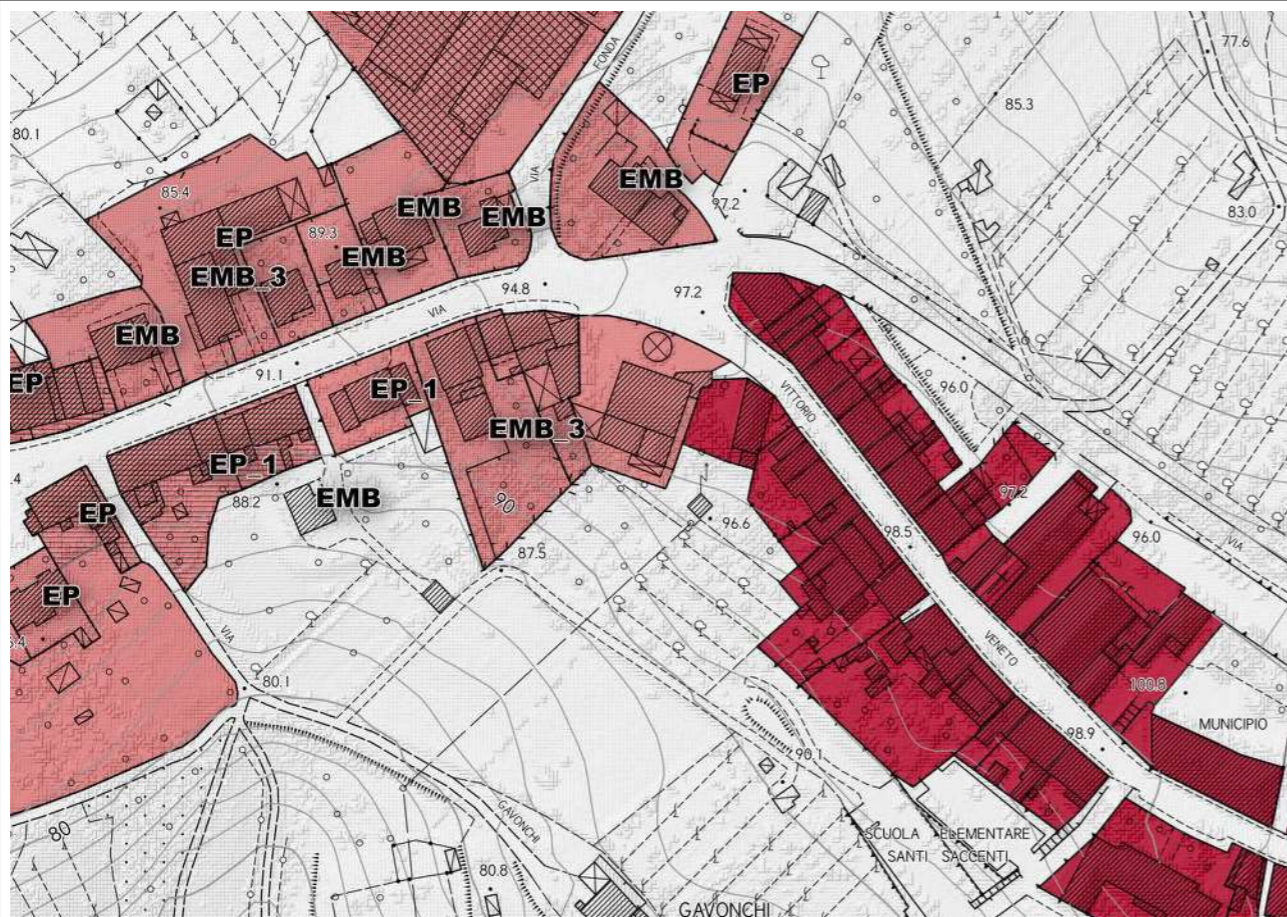 77.6
FONDA
EP
85.3
80.1
EMB
85.4
VIA
EMB
97.2
83.0
EMB
EP
89.3
EMB
EMB_3
94.8
97.2
VIA
EMB
91.1
EP
EP_1
96.0
VITTORIO
EMB_3
EP_1
97.2
88.2
90
EMB
96.6
98.5
96.0
VIA
EP
87.5
EP
VIA
VENETO
80.1
100.8
MUNICIPIO
98.9
90.1
GAVONCHI
80
SCUOLA ELEMENTARE
SANTI SACCENTI
80.8
GAVONCHI